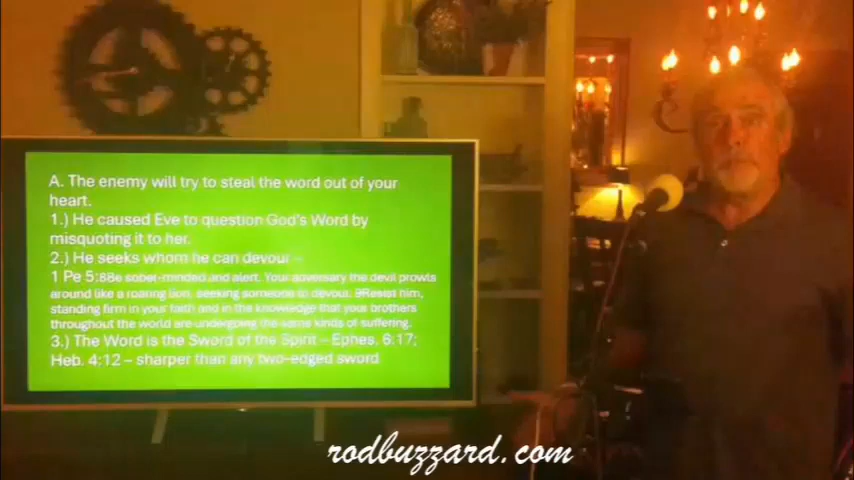 A. The enemy will try to steal the word out of your
heart.
1.) He caused Eve to question God's Word by
misquoting it to her.
2.) He seeks whom he can devour –
1 Pe 5:8Be sober-minded and alert. Your adversary the devil prowls
around like a roaring lion, seeking someone to devour. 9Resist him,
standing firm in your faith and in the knowledge that your brothers
throughout the world are undergoing the same kinds of suffering.
3.) The Word is the Sword of the Spirit – Ephes. 6:17;
Heb. 4:12 – sharper than any two-edged sword
rodbuzzard.com